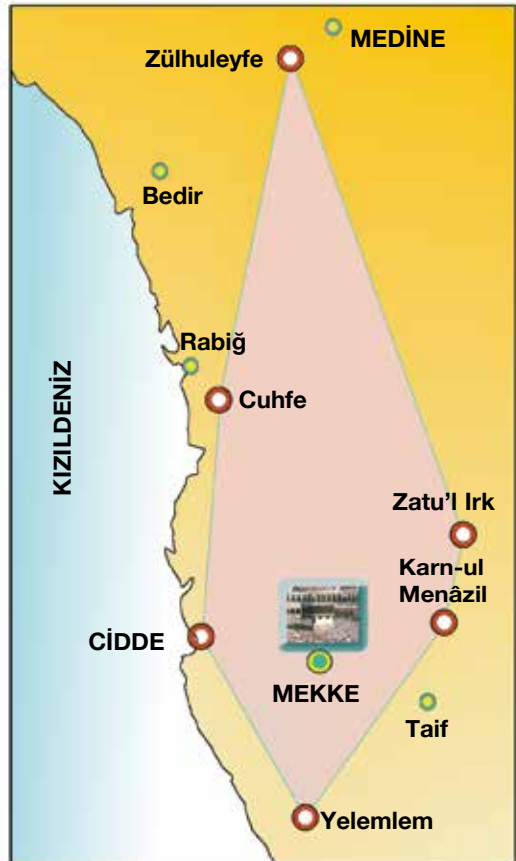 MEDİNE
Zülhuleyfe
Bedir
Rabiğ
Cuhfe
KIZILDENİZ
Zatu'l Irk
Karn-ul
Menâzil
CİDDE
MEKKE
Taif
Yelemlem